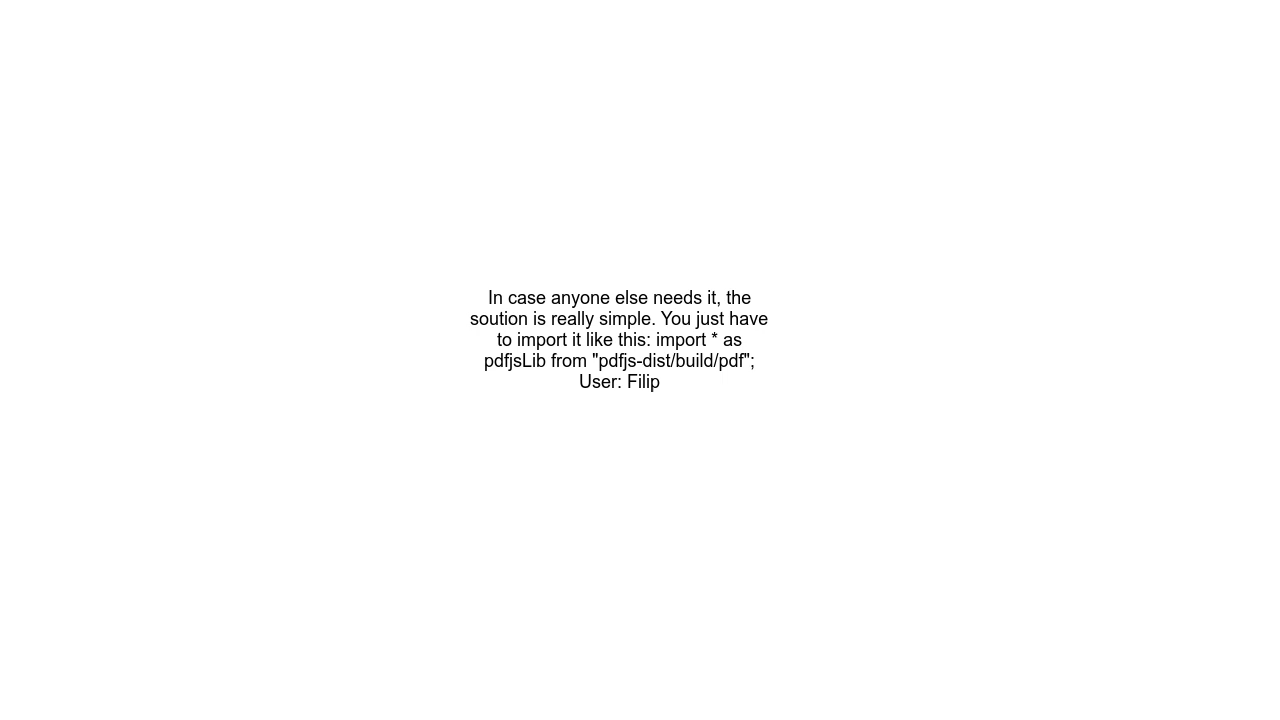 In case anyone else needs it, the
soution is really simple. You just have
to import it like this: import * as
pdfjsLib from "pdfjs-dist/build/pdf";
User: Filip